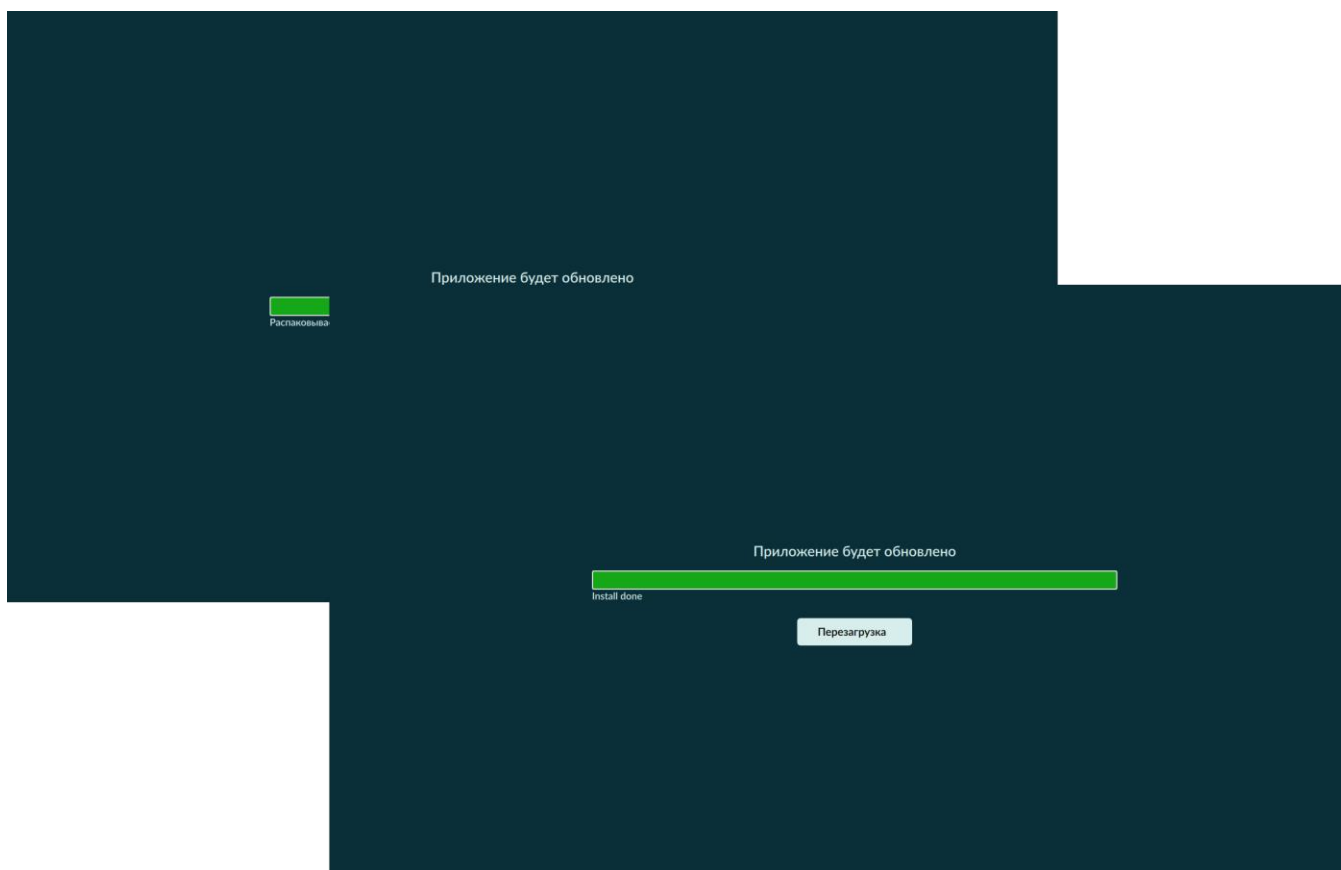 Приложение будет обновлено
Приложение будет обновлено
Install done
Перезагрузка